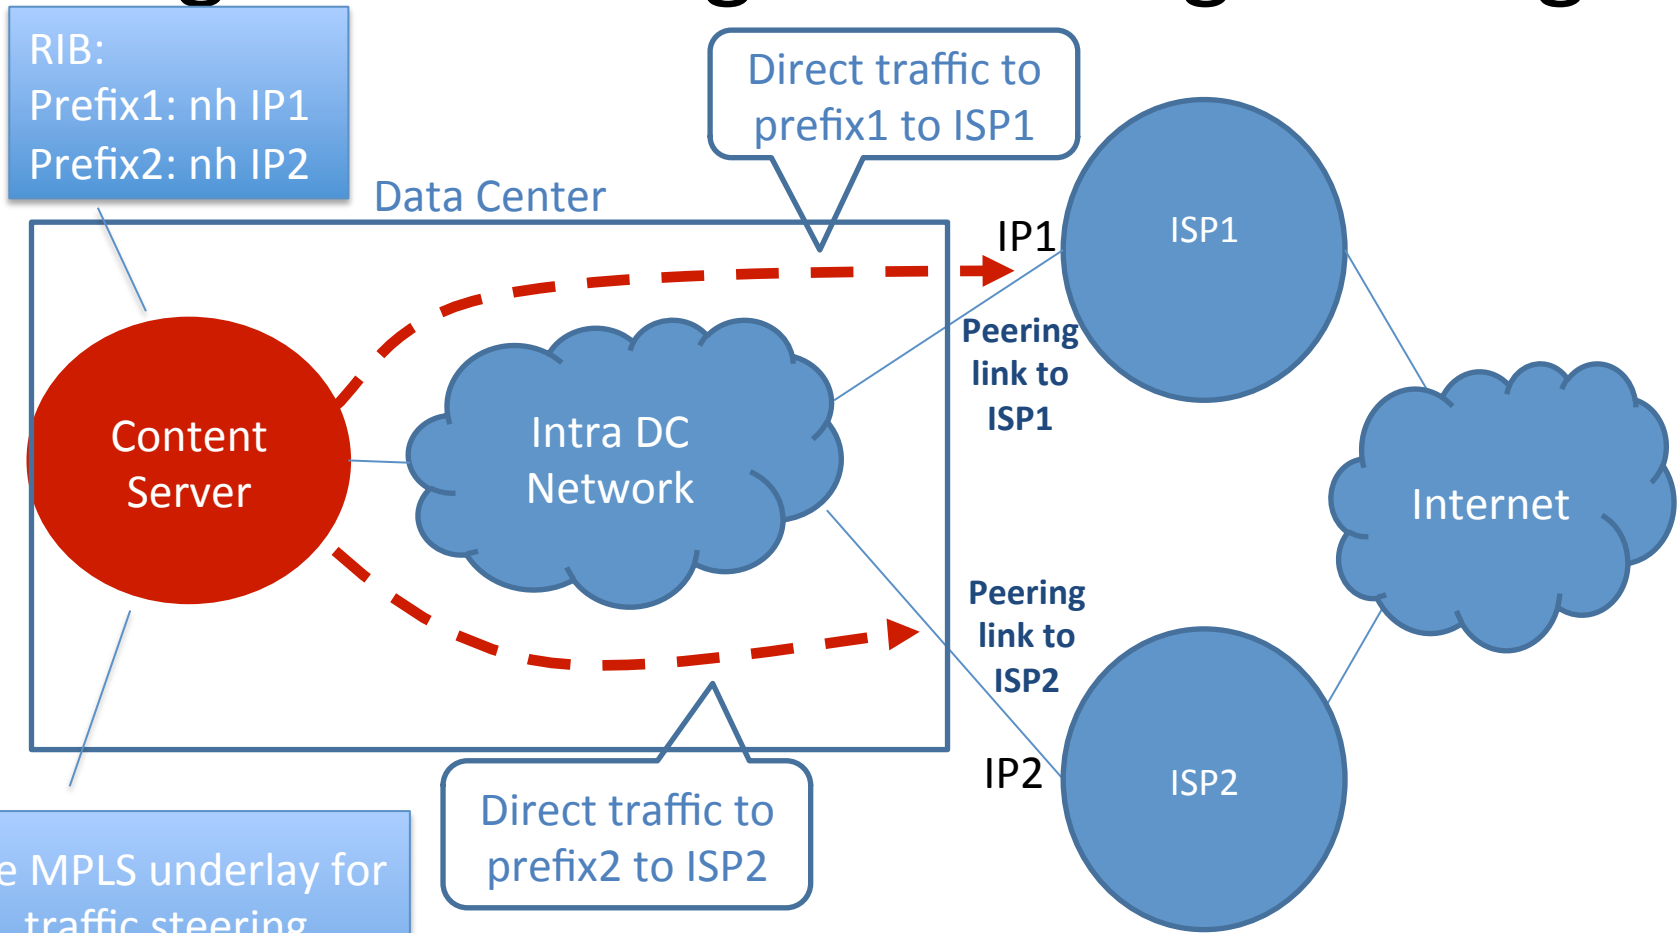 RIB:
Prefix1: nh IP1
Prefix2: nh IP2
Direct traffic to
prefix1 to ISP1
Data Center
IP1
ISP1
Peering
link to
ISP1
Content
Server
Intra DC
Network
Internet
Peering
link to
ISP2
IP2
ISP2
Direct traffic to
prefix2 to ISP2
MPLS underlay for
traffic steering